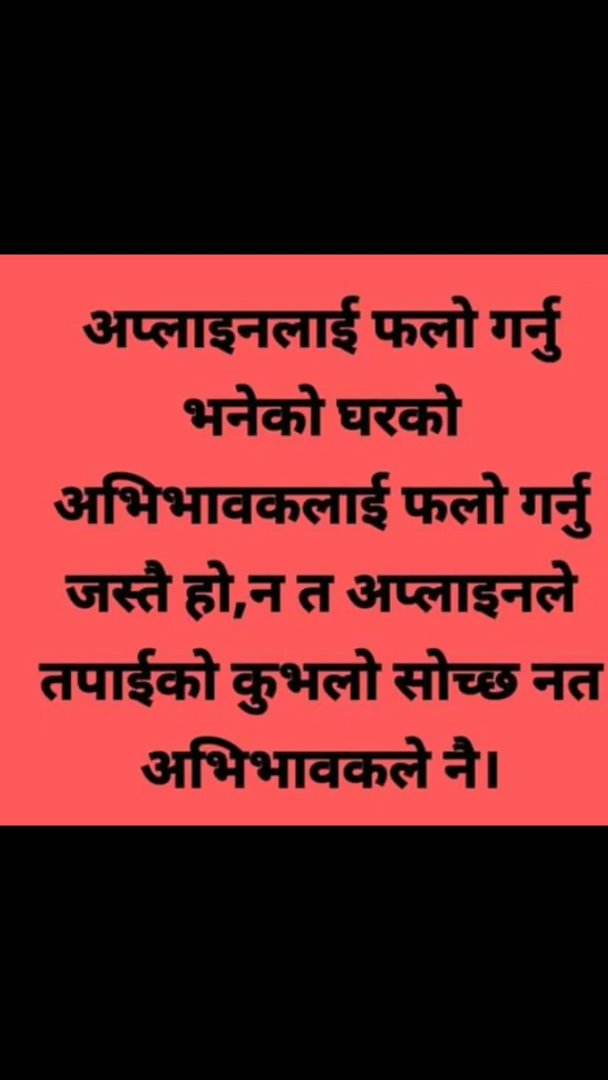 अप्लाइनलाई फलो गर्नु
भनेको घरको
अभिभावकलाई फलो गर्नु
जस्तै हो,न त अप्लाइनले
तपाईको कुभलो सोच्छ नत
अभिभावकले नै।